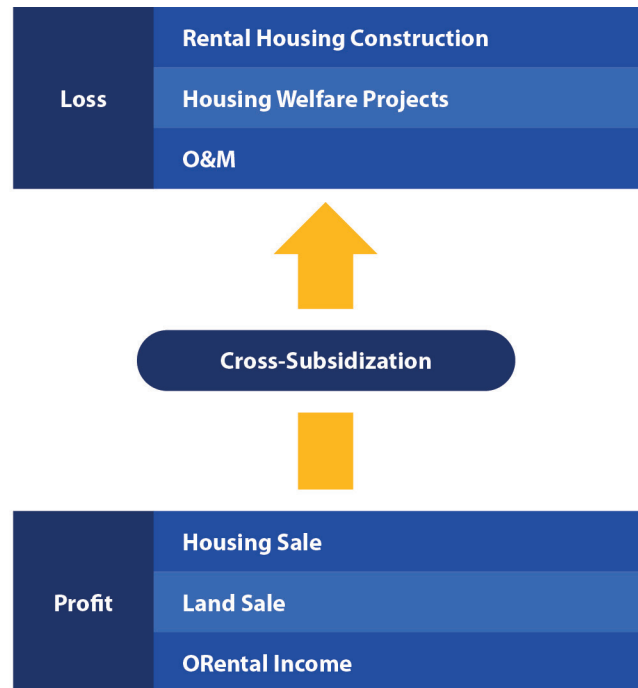 Loss
Rental Housing Construction
Housing Welfare Projects
O&M
Cross-Subsidization
Profit
Housing Sale
Land Sale
ORental Income